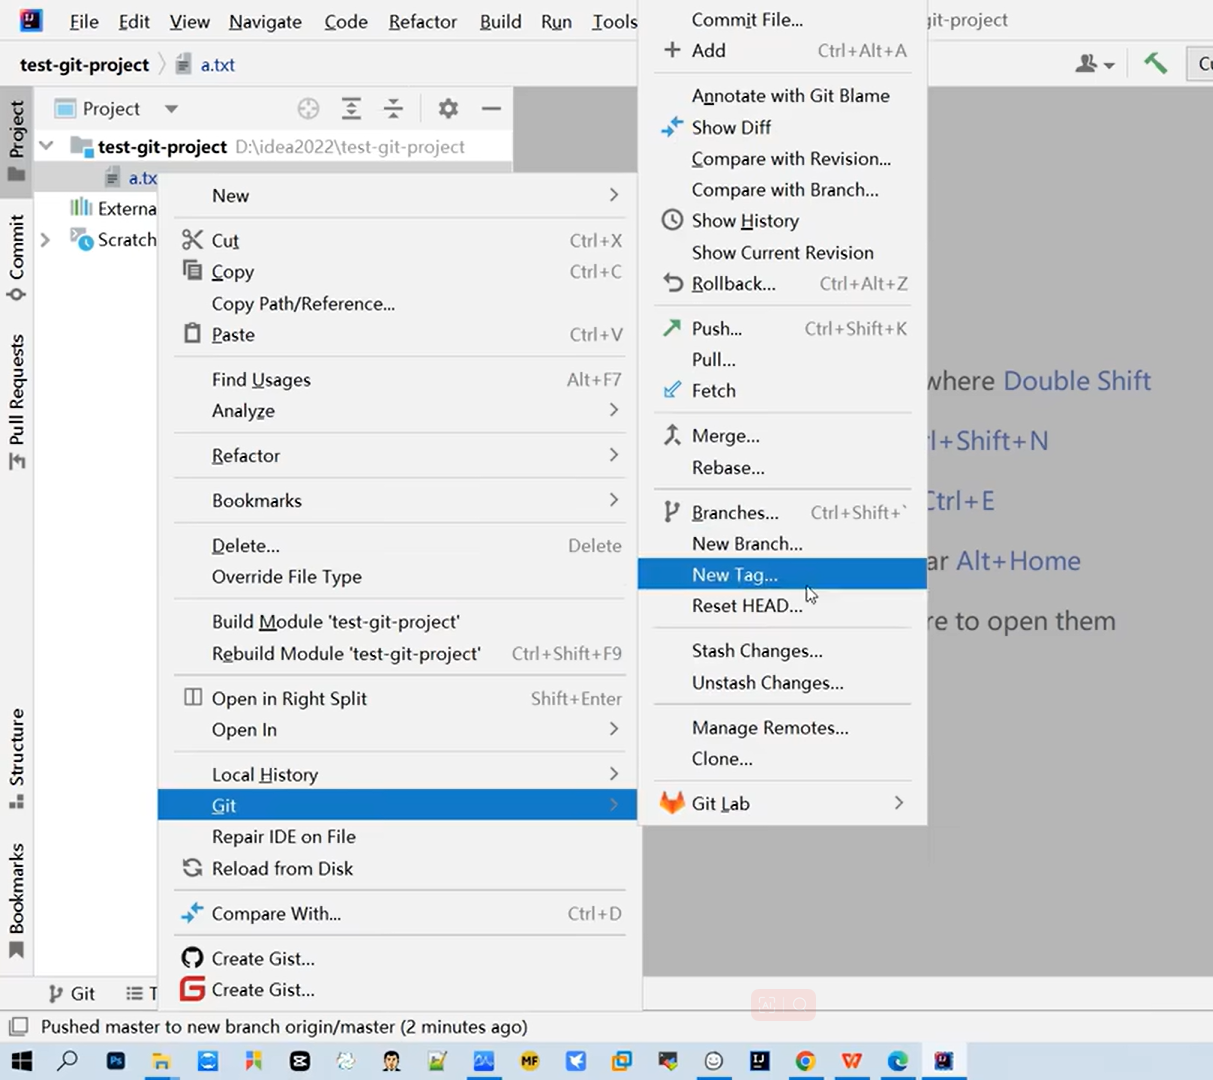 File Edit View Navigate Code Refactor Build Run Tools
git-project
test-git-project
a.txt
Project
test-git-project D:\idea2022\test-git-project
a.tx
Externa
Scratch
Project
Commit
Pull Requests
Structure
Bookmarks
New
Cut Ctrl+X
Copy Ctrl+C
Copy Path/Reference...
Paste Ctrl+V
Find Usages Alt+F7
Analyze
Refactor
Bookmarks
Delete... Delete
Override File Type
Build Module 'test-git-project'
Rebuild Module 'test-git-project' Ctrl+Shift+F9
Open in Right Split Shift+Enter
Open In
Local History
Git
Repair IDE on File
Reload from Disk
Compare With... Ctrl+D
Create Gist...
Create Gist...
Commit File...
Add Ctrl+Alt+A
Annotate with Git Blame
Show Diff
Compare with Revision...
Compare with Branch...
Show History
Show Current Revision
Rollback... Ctrl+Alt+Z
Push... Ctrl+Shift+K
Pull...
Fetch
Merge...
Rebase...
Branches... Ctrl+Shift+`
New Branch...
New Tag...
Reset HEAD...
Stash Changes...
Unstash Changes...
Manage Remotes...
Clone...
Git Lab
where Double Shift
l+Shift+N
Ctrl+E
ar Alt+Home
re to open them
Git
T
Pushed master to new branch origin/master (2 minutes ago)
Ps
MF
IJ